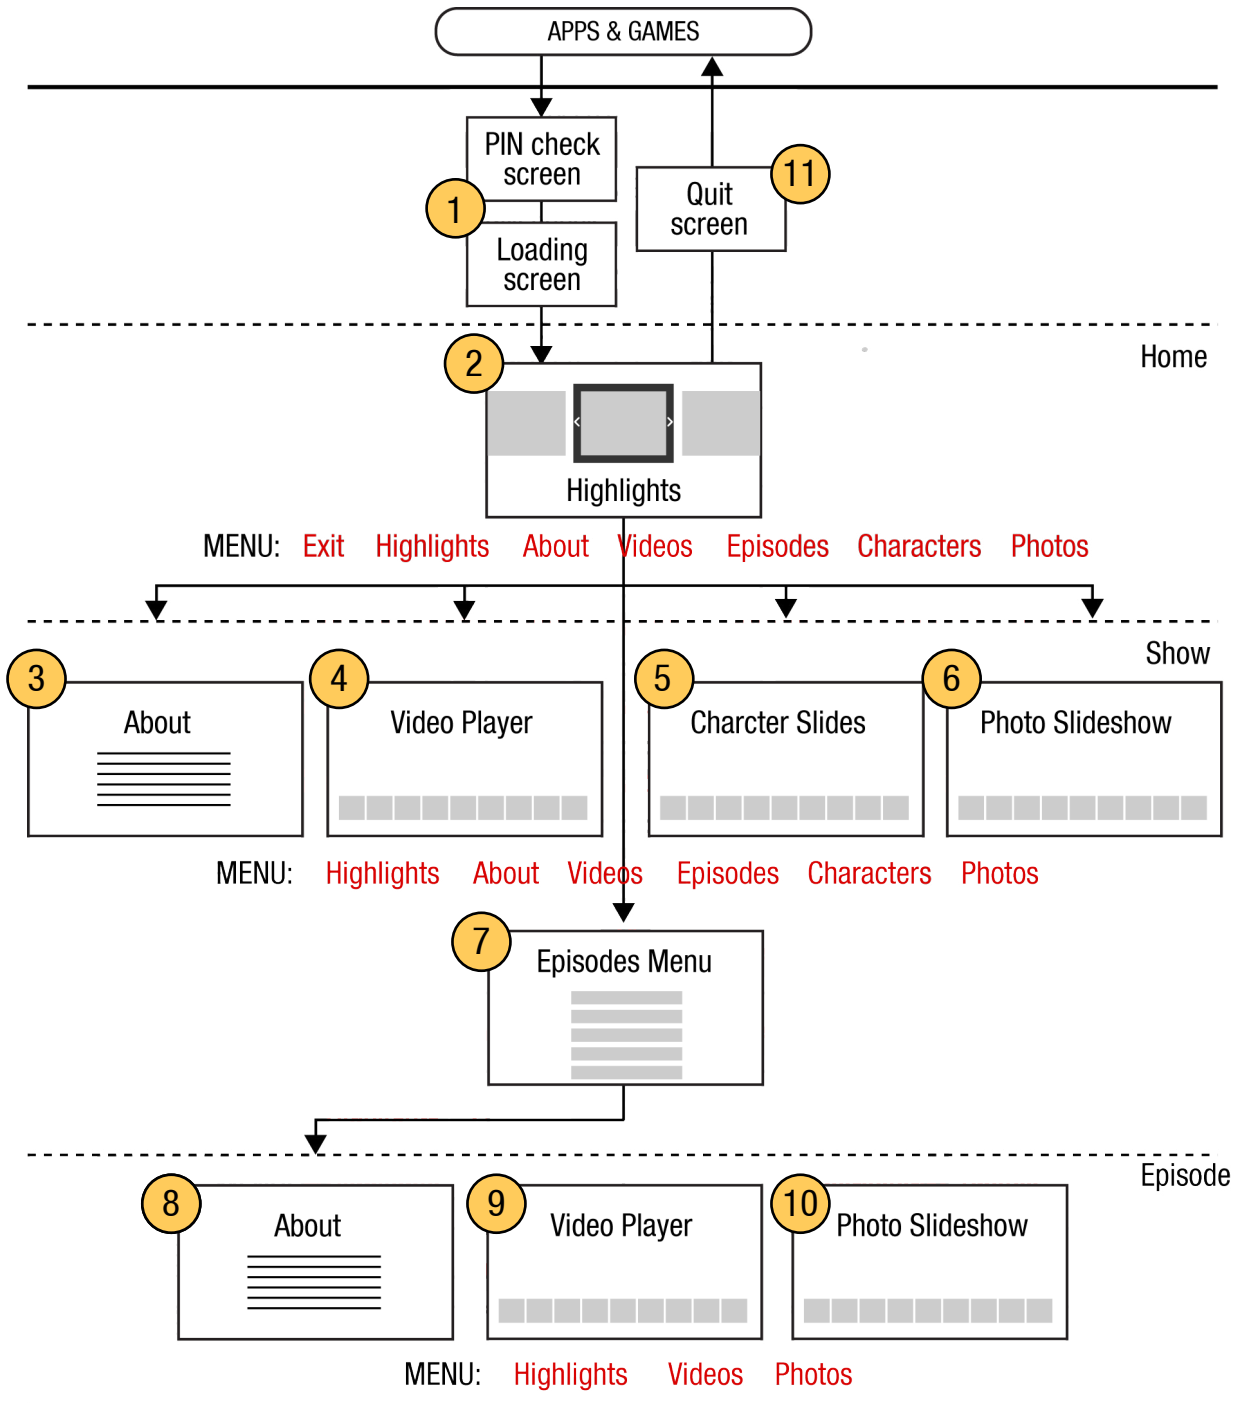 APPS & GAMES
PIN check
screen
1
Loading
screen
11
Quit
screen
2
Home
Highlights
MENU: Exit Highlights About Videos Episodes Characters Photos
Show
3
About
4
Video Player
5
Charcter Slides
6
Photo Slideshow
MENU: Highlights About Videos Episodes Characters Photos
7
Episodes Menu
Episode
8
About
9
Video Player
10
Photo Slideshow
MENU: Highlights Videos Photos